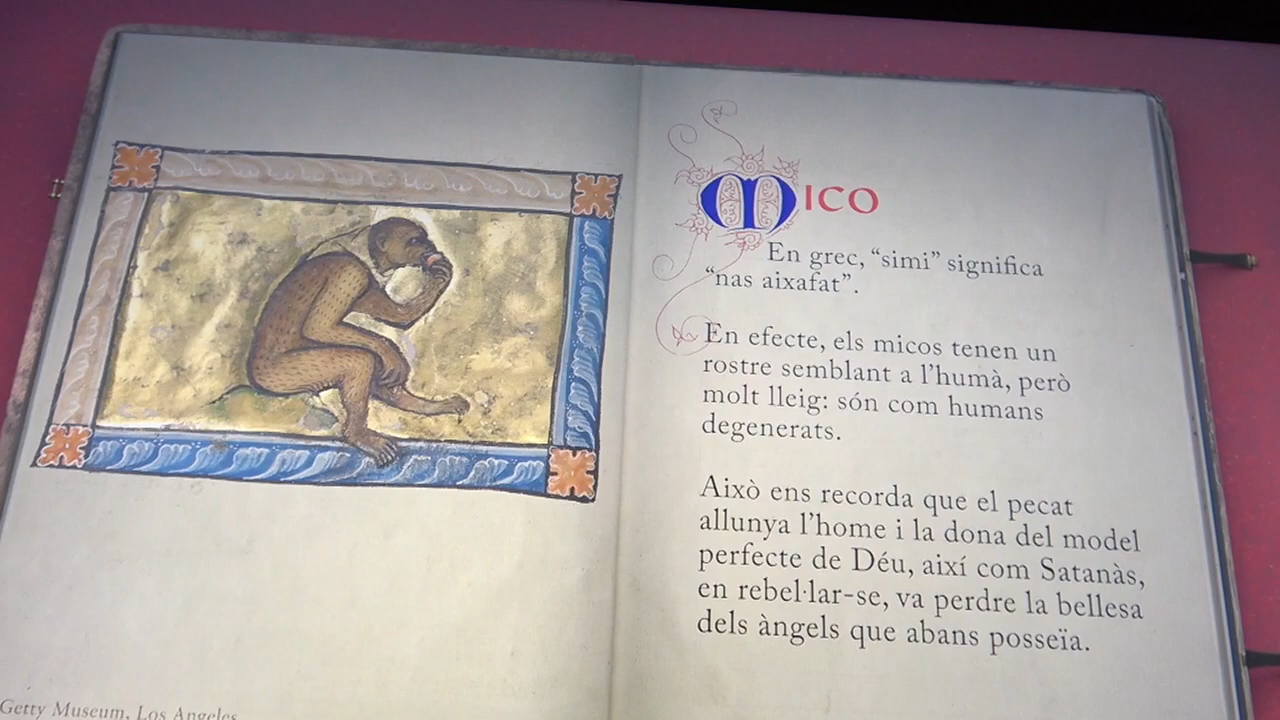 MICO
En grec, “simi” significa
“nas aixafat”.
En efecte, els micos tenen un
rostre semblant a l’humà, però
molt lleig: són com humans
degenerats.
Això ens recorda que el pecat
allunya l’home i la dona del model
perfecte de Déu, així com Satanàs,
en rebel·lar-se, va perdre la bellesa
dels àngels que abans posseïa.
Getty Museum, Los Angeles